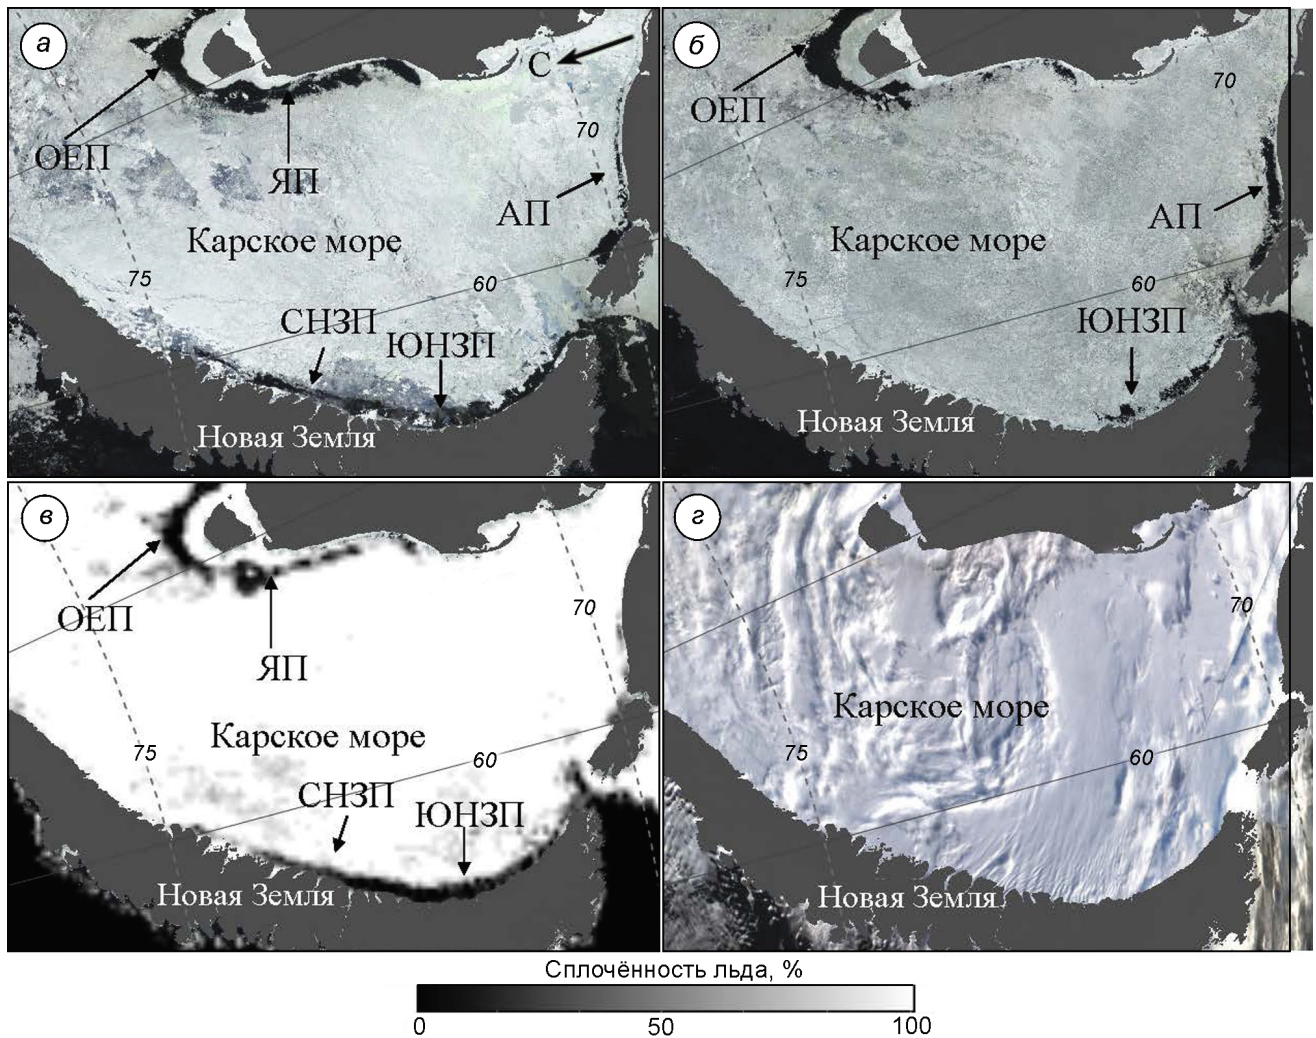 а
С
70
ОЕП
ЯП
АП
Карское море
75
60
СНЗП
ЮНЗП
Новая Земля
б
70
ОЕП
АП
Карское море
75
60
ЮНЗП
Новая Земля
в
ОЕП
70
ЯП
Карское море
75
60
СНЗП
ЮНЗП
Новая Земля
г
70
Карское море
75
60
Новая Земля
Сплочённость льда, %
0 50 100